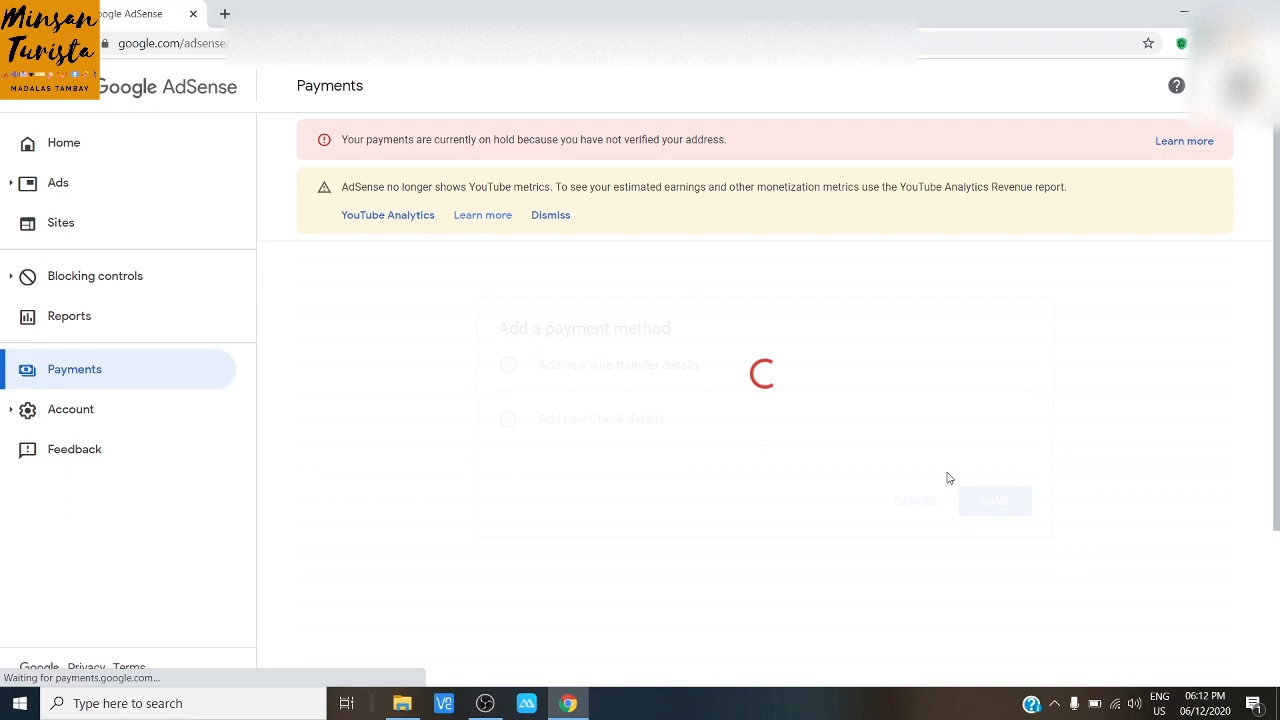 Minsan
Turista
MADALAS TAMBAY
oogle AdSense
google.com/adsense/
Google AdSense
Payments
Home
Ads
Sites
Blocking controls
Reports
Payments
Account
Feedback
Your payments are currently on hold because you have not verified your address.
Learn more
AdSense no longer shows YouTube metrics. To see your estimated earnings and other monetization metrics use the YouTube Analytics Revenue report.
YouTube Analytics Learn more Dismiss
Add a payment method
Add new wire transfer details
Add new Check details
CANCEL SAVE
Google Privacy Terms
Waiting for payments.google.com...
Type here to search
ENG
US
06:12 PM
06/12/2020